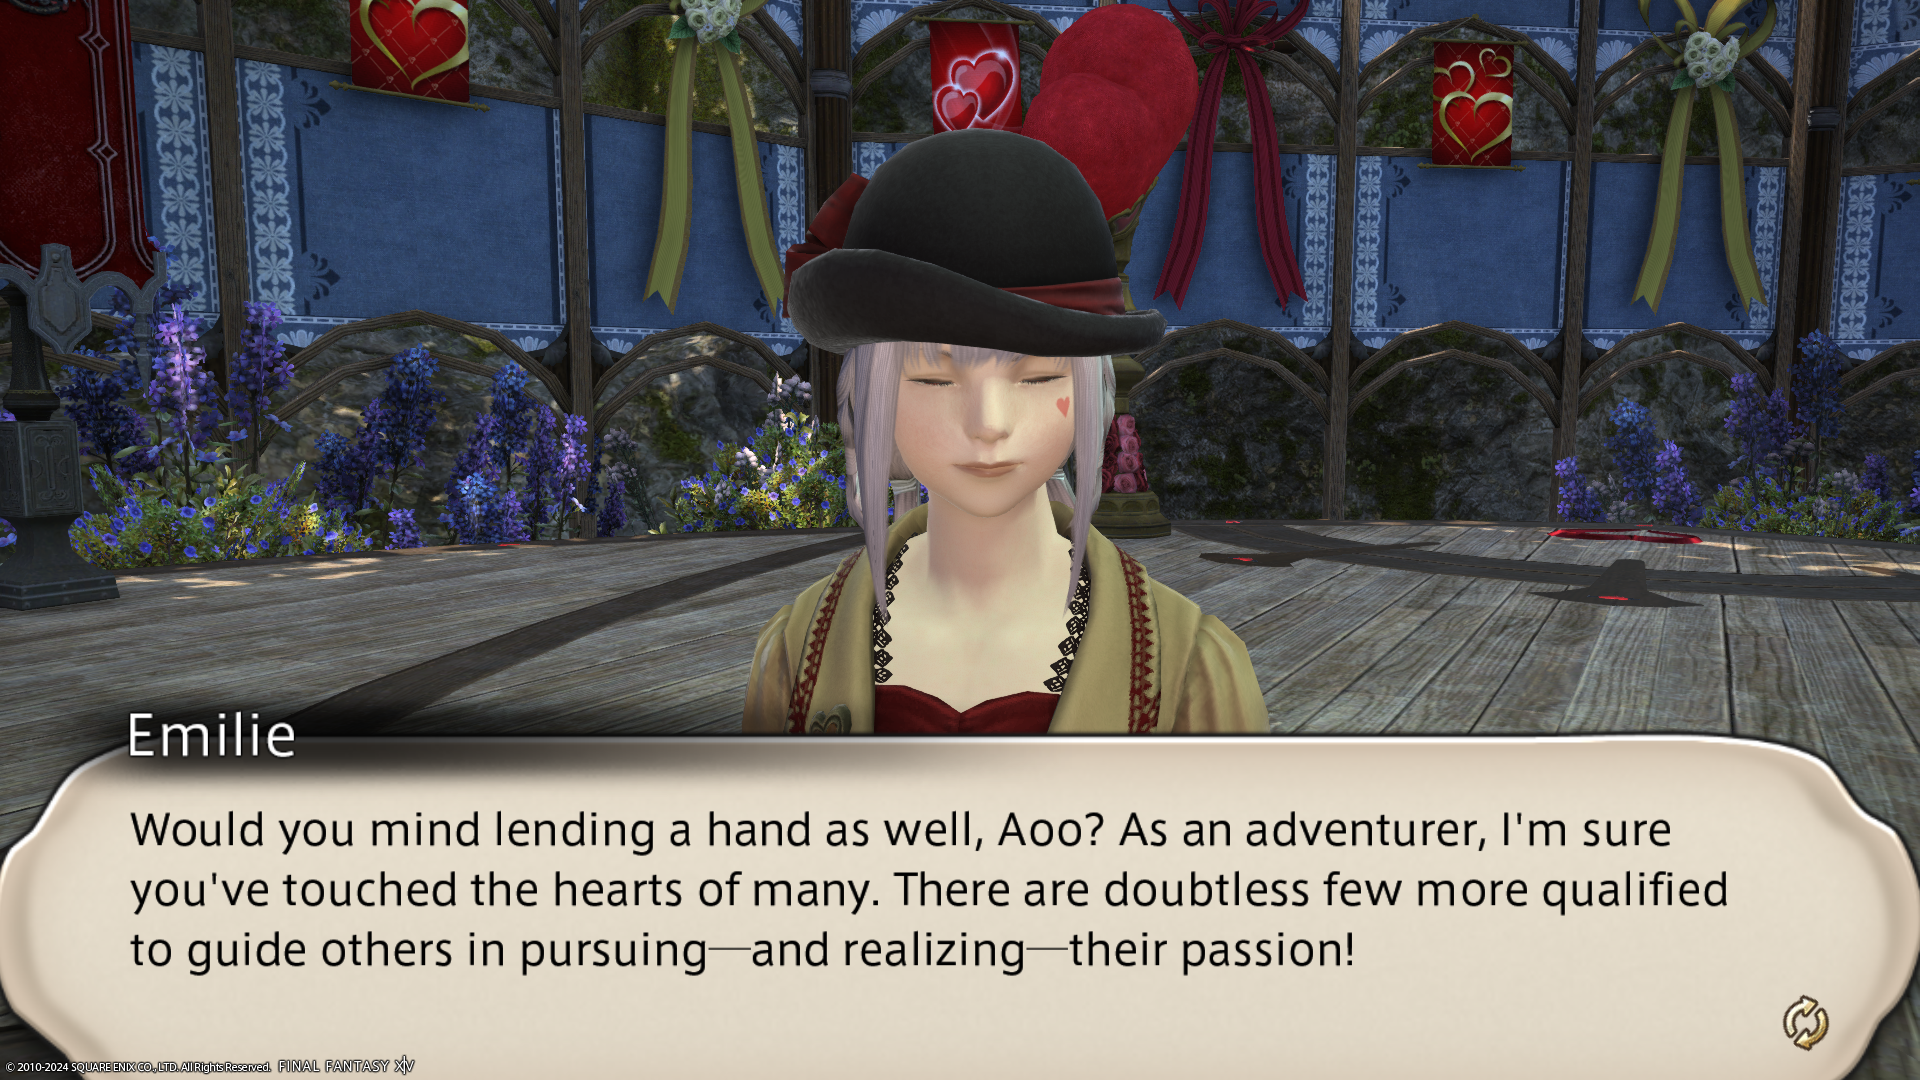 Emilie
Would you mind lending a hand as well, Aoo? As an adventurer, I'm sure
you've touched the hearts of many. There are doubtless few more qualified
to guide others in pursuing—and realizing—their passion!
© 2010-2024 SQUARE ENIX CO., LTD. All Rights Reserved. FINAL FANTASY XIV